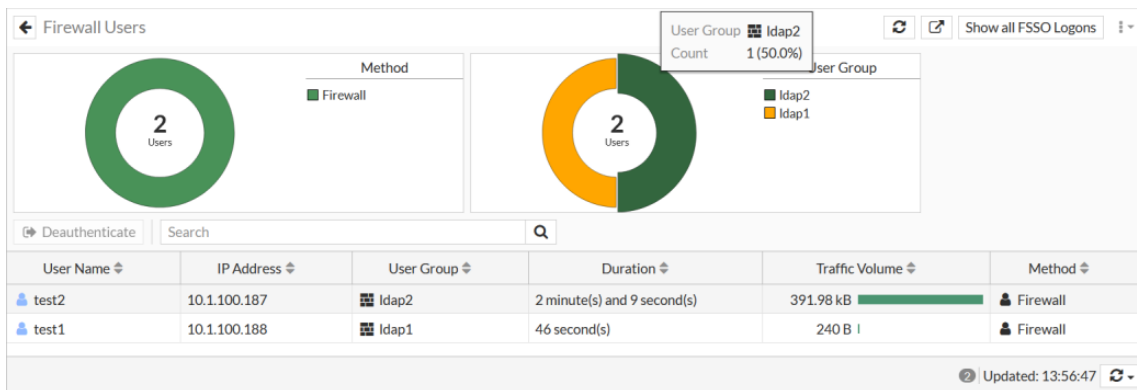 Firewall Users
Show all FSSO Logons
User Group ldap2
Count 1 (50.0%)
Method
Firewall
2
Users
User Group
ldap2
ldap1
2
Users
Deauthenticate
Search
User Name IP Address User Group Duration Traffic Volume Method
test2 10.1.100.187 ldap2 2 minute(s) and 9 second(s) 391.98 kB Firewall
test1 10.1.100.188 ldap1 46 second(s) 240 B Firewall
2 Updated: 13:56:47